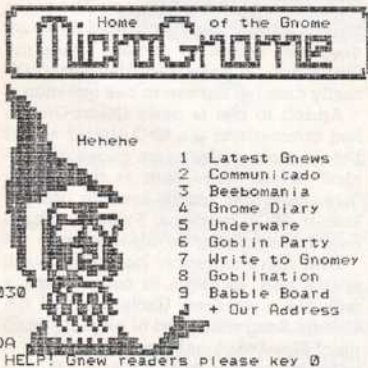 Home of the Gnome
MicroGnome
Hehehe
1 Latest Gnews
2 Communicado
3 Beebomania
4 Gnome Diary
5 Underware
6 Goblin Party
7 Write to Gnomey
8 Goblination
9 Babble Board
+ Our Address
030
DA
HELP! Gnew readers please key 0